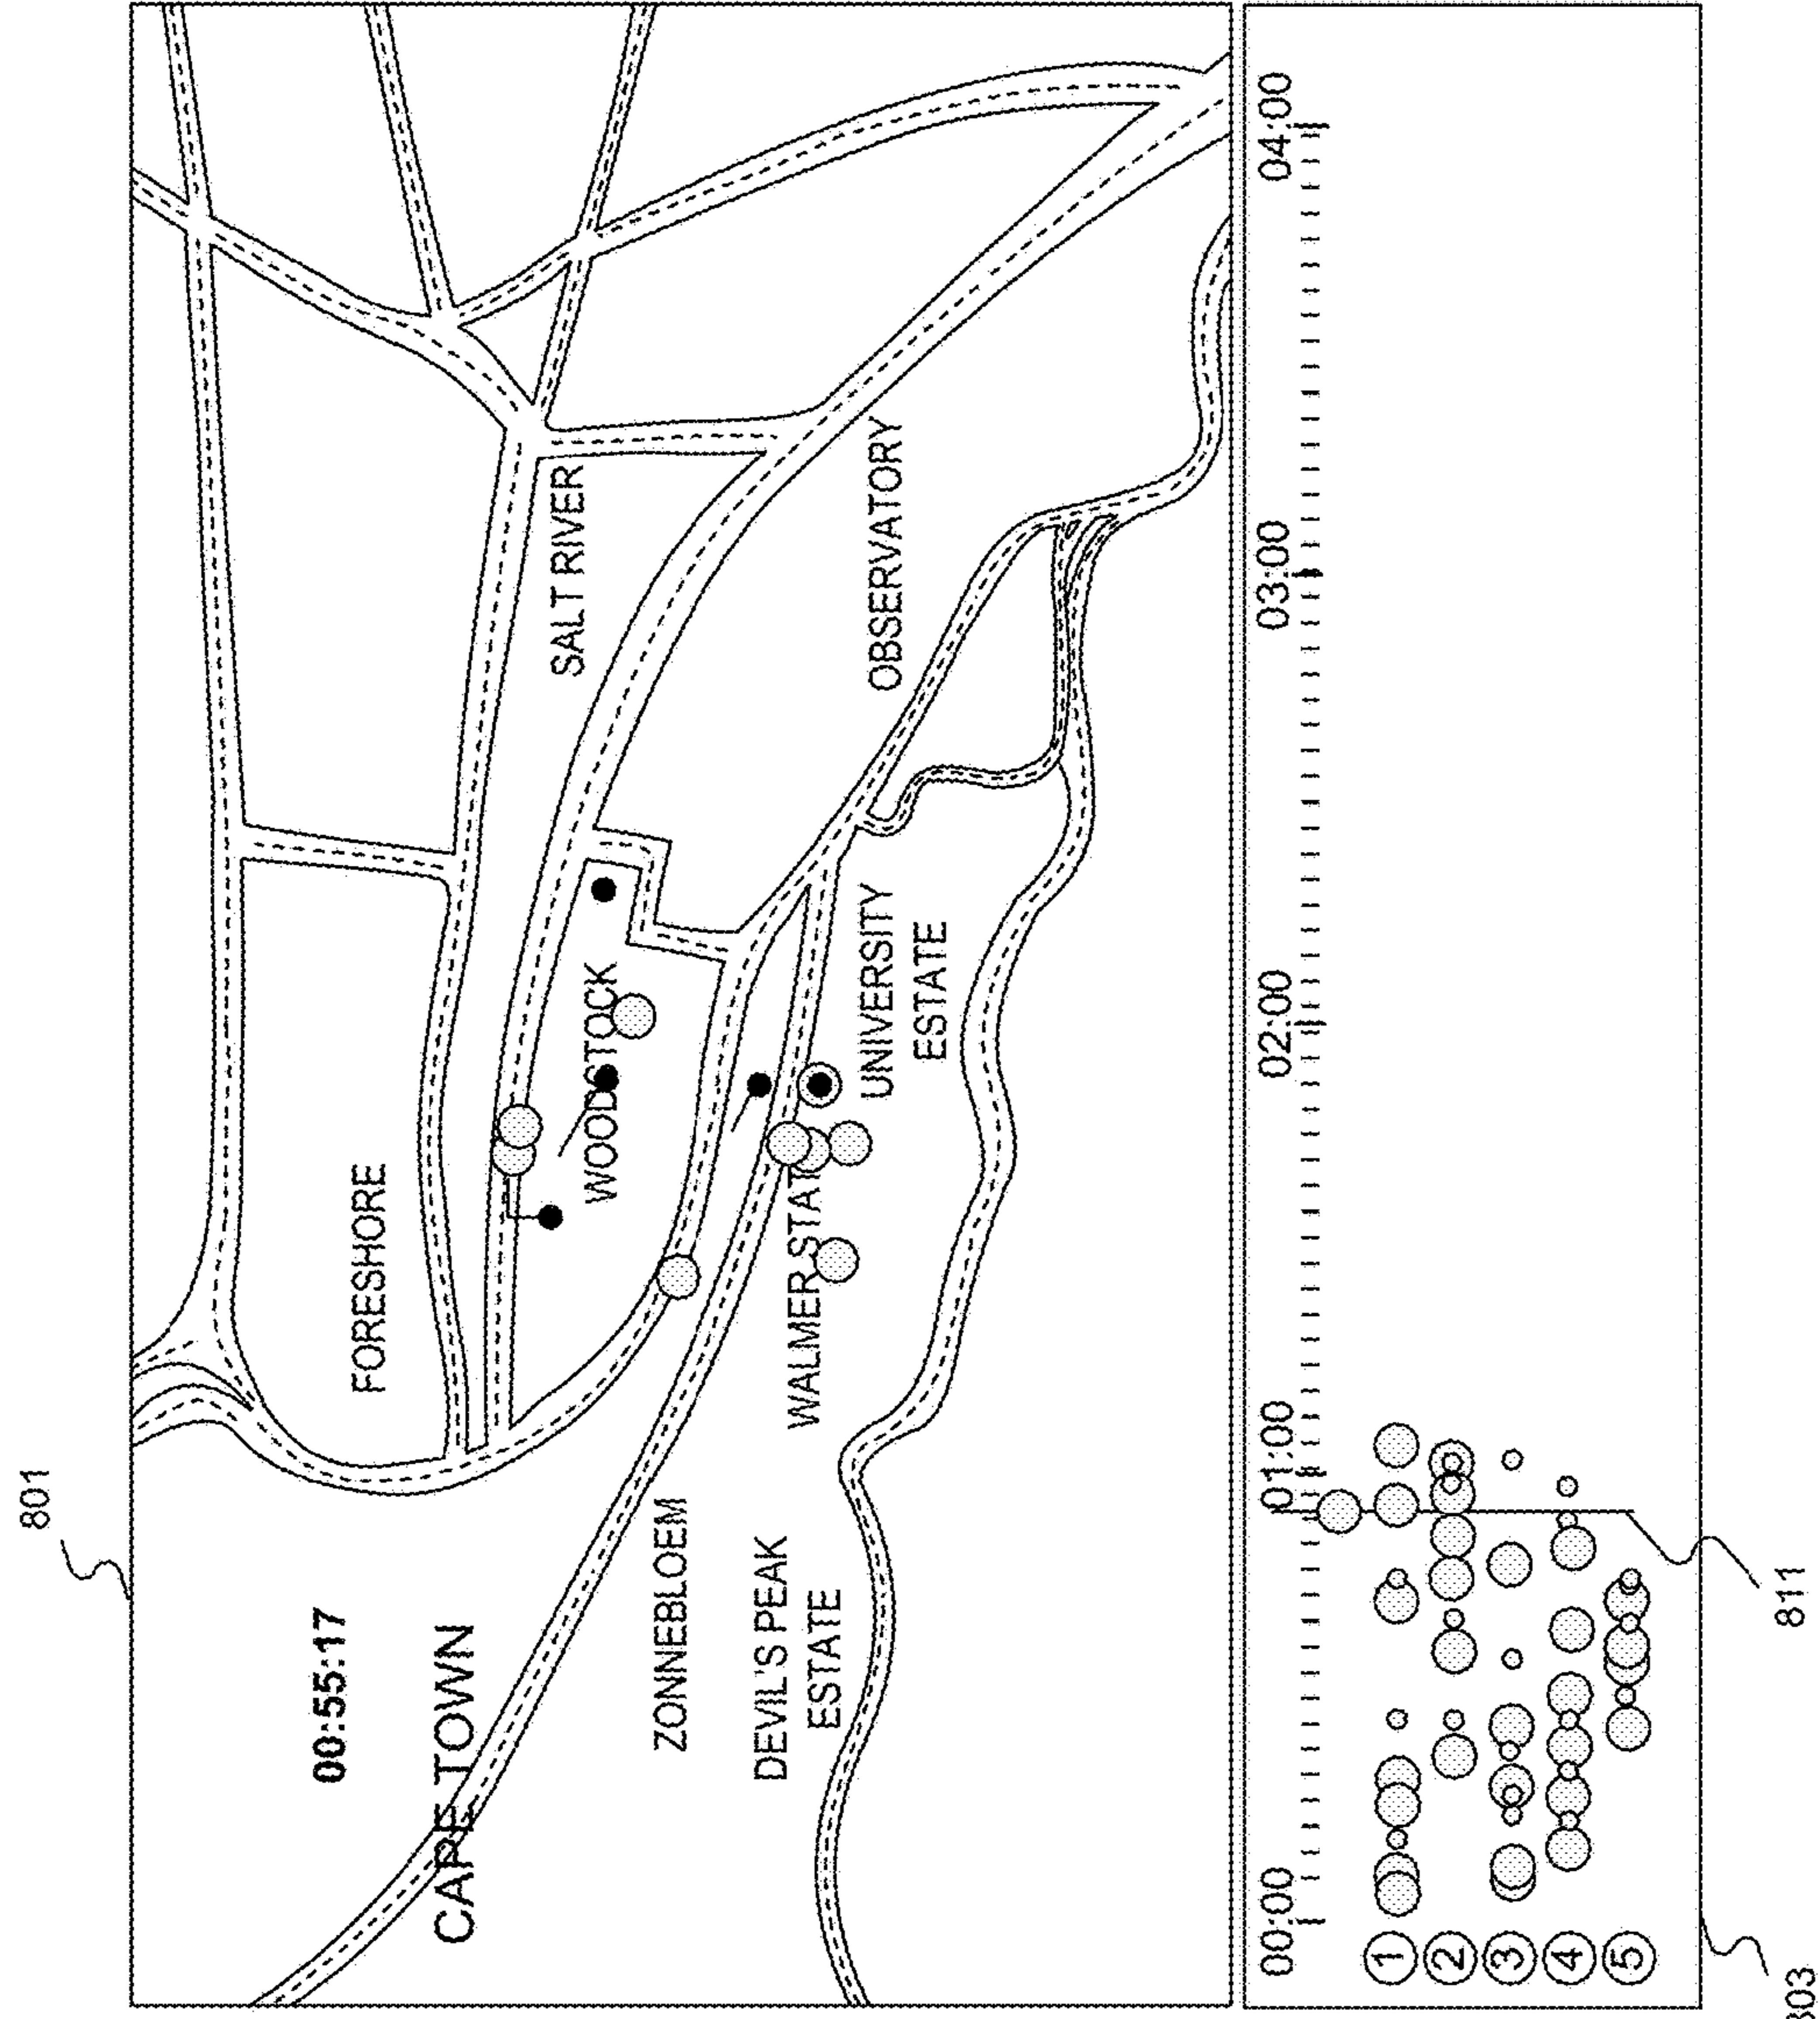 801
00:55:17
FORESHORE
CAPE TOWN
SALT RIVER
WOODSTOCK
ZONNEBLOEM
DEVIL'S PEAK
ESTATE
WALMER STAT
UNIVERSITY
ESTATE
OBSERVATORY
00:00 01:00 02:00 03:00 04:00
1
2
3
4
5
811
803